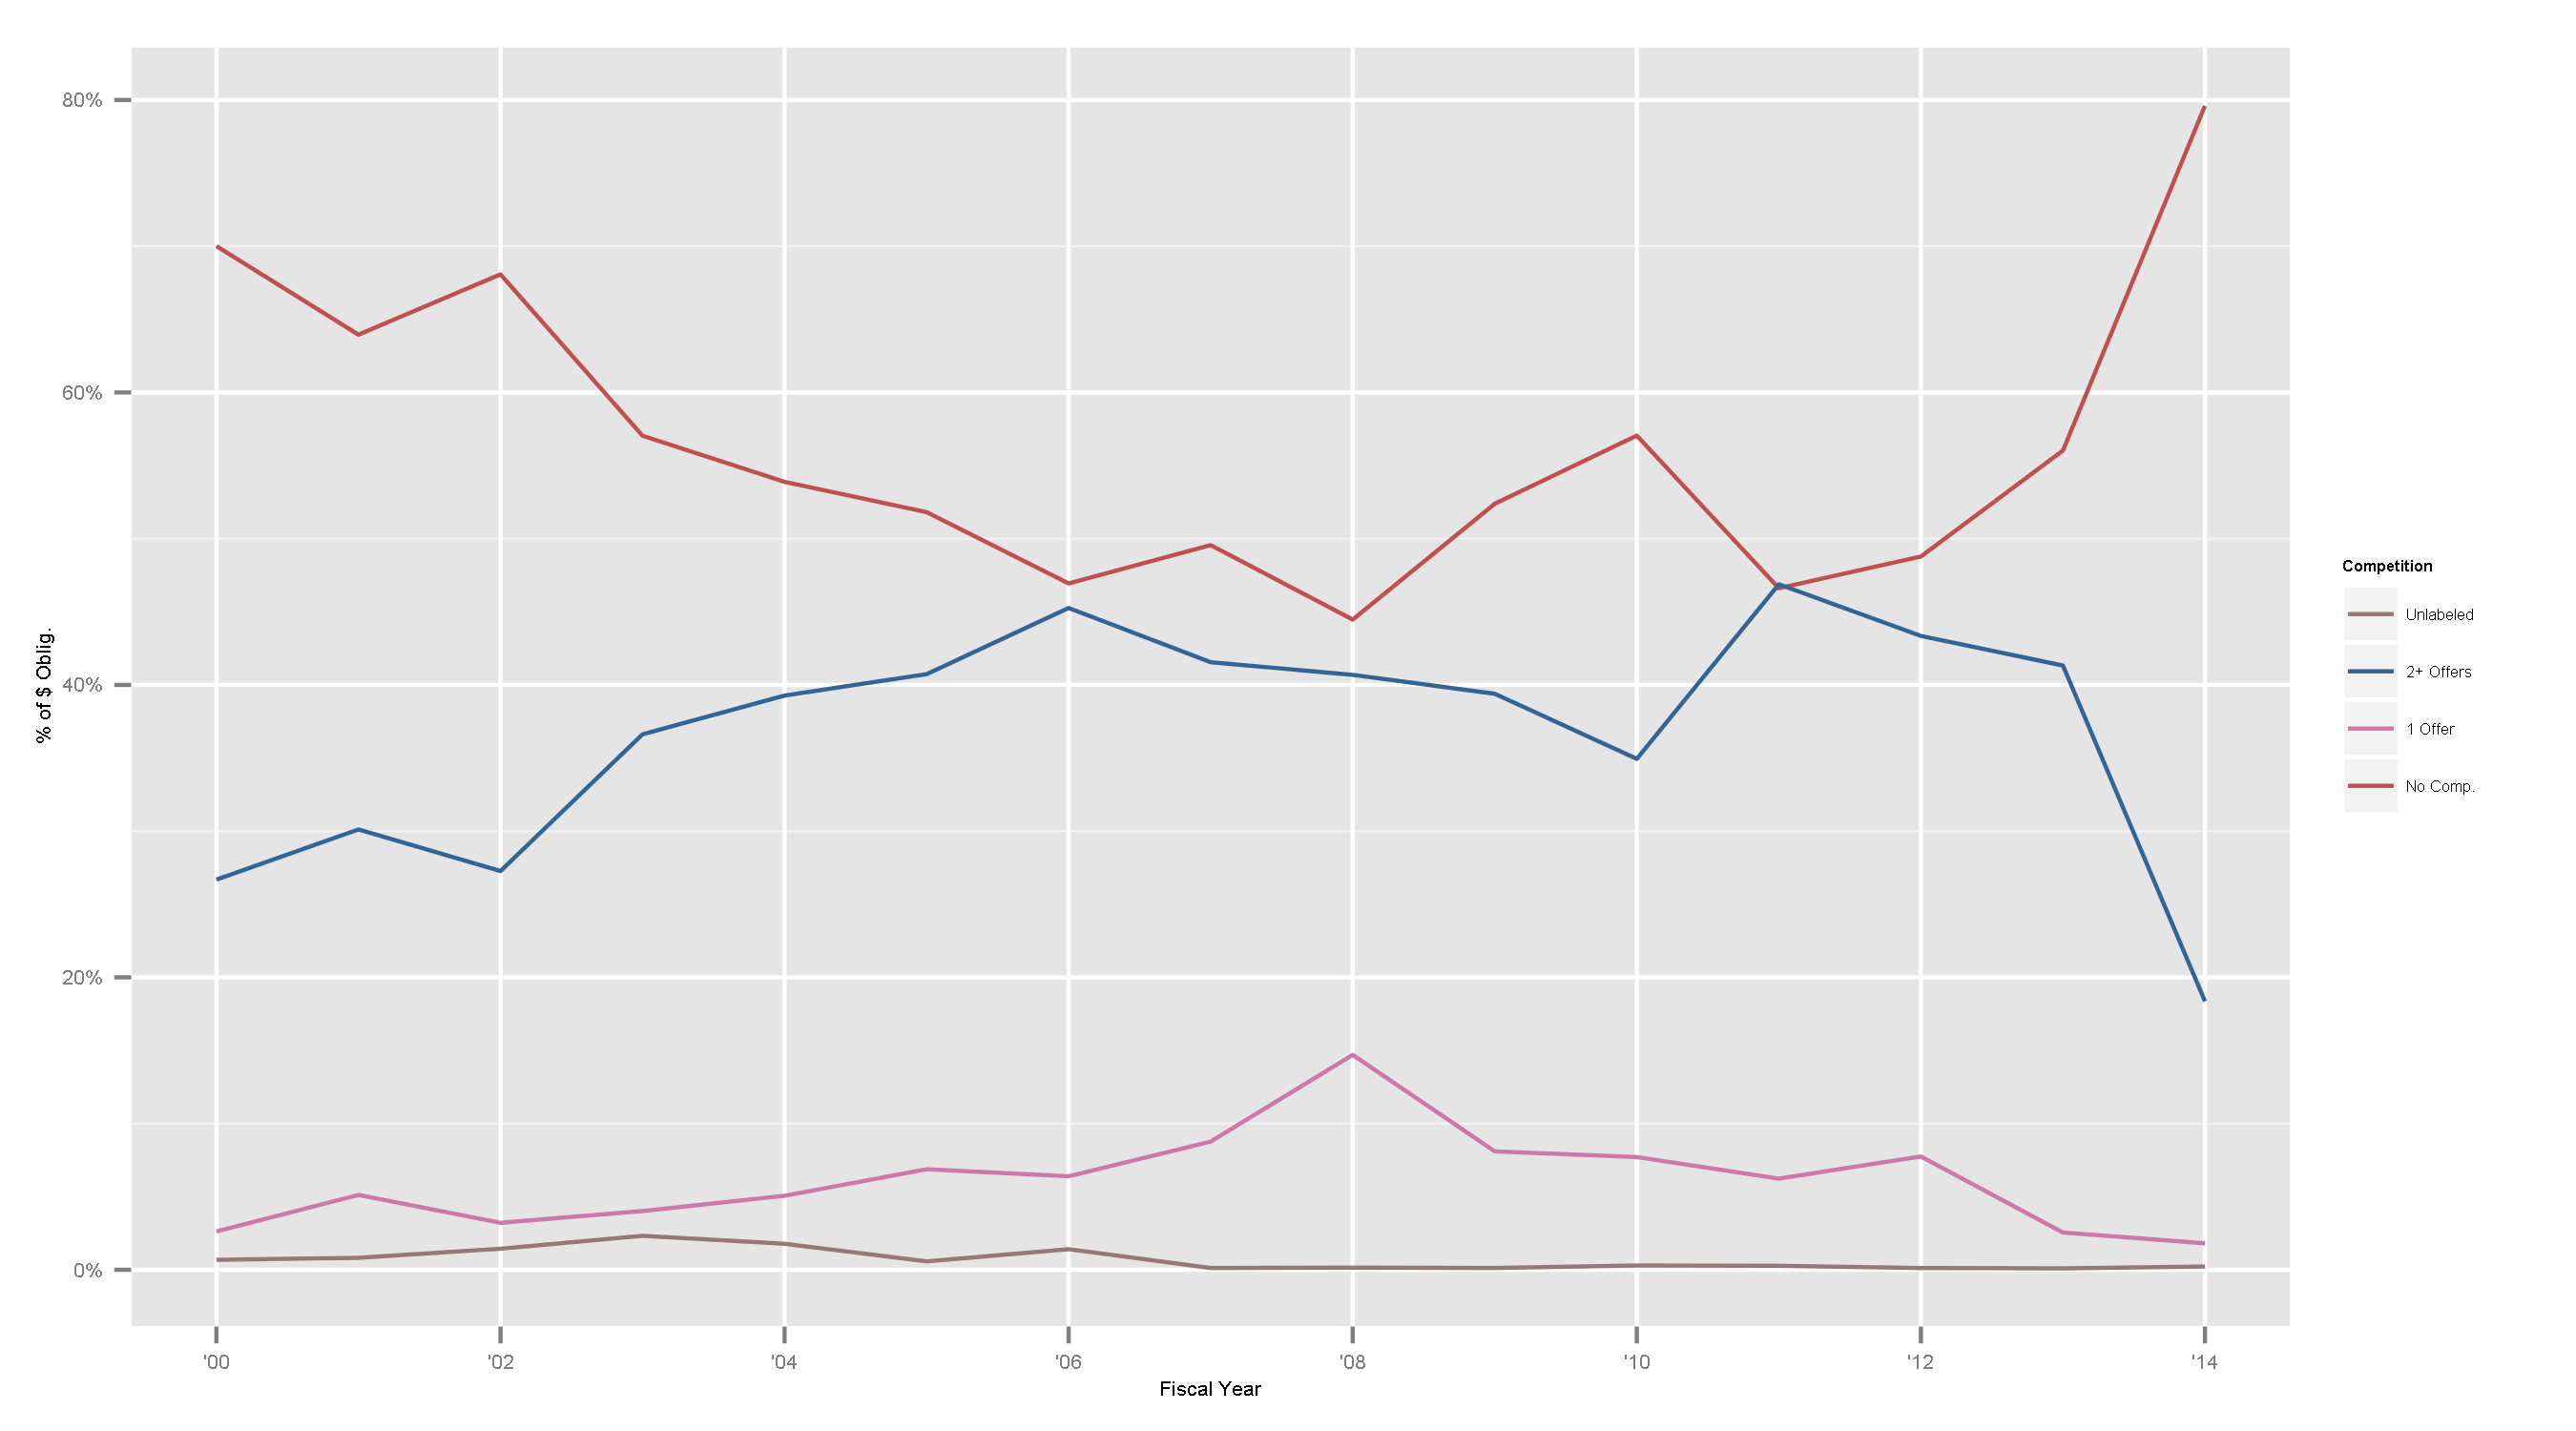 80%
60%
40%
20%
0%
% of $ Oblig.
'00 '02 '04 '06 '08 '10 '12 '14
Fiscal Year
Competition
Unlabeled
2+ Offers
1 Offer
No Comp.